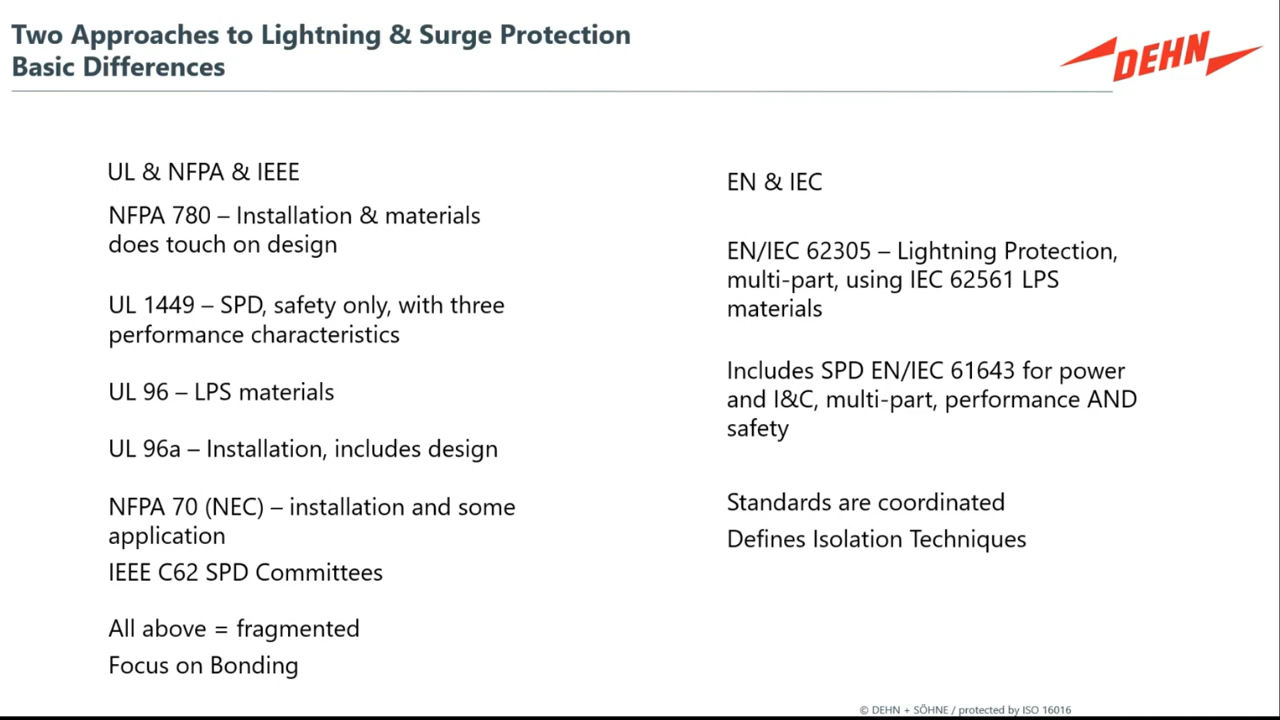 Two Approaches to Lightning & Surge Protection
Basic Differences
DEHN
UL & NFPA & IEEE
NFPA 780 – Installation & materials
does touch on design
UL 1449 – SPD, safety only, with three
performance characteristics
UL 96 – LPS materials
UL 96a – Installation, includes design
NFPA 70 (NEC) – installation and some
application
IEEE C62 SPD Committees
All above = fragmented
Focus on Bonding
EN & IEC
EN/IEC 62305 – Lightning Protection,
multi-part, using IEC 62561 LPS
materials
Includes SPD EN/IEC 61643 for power
and I&C, multi-part, performance AND
safety
Standards are coordinated
Defines Isolation Techniques
© DEHN + SÖHNE / protected by ISO 16016